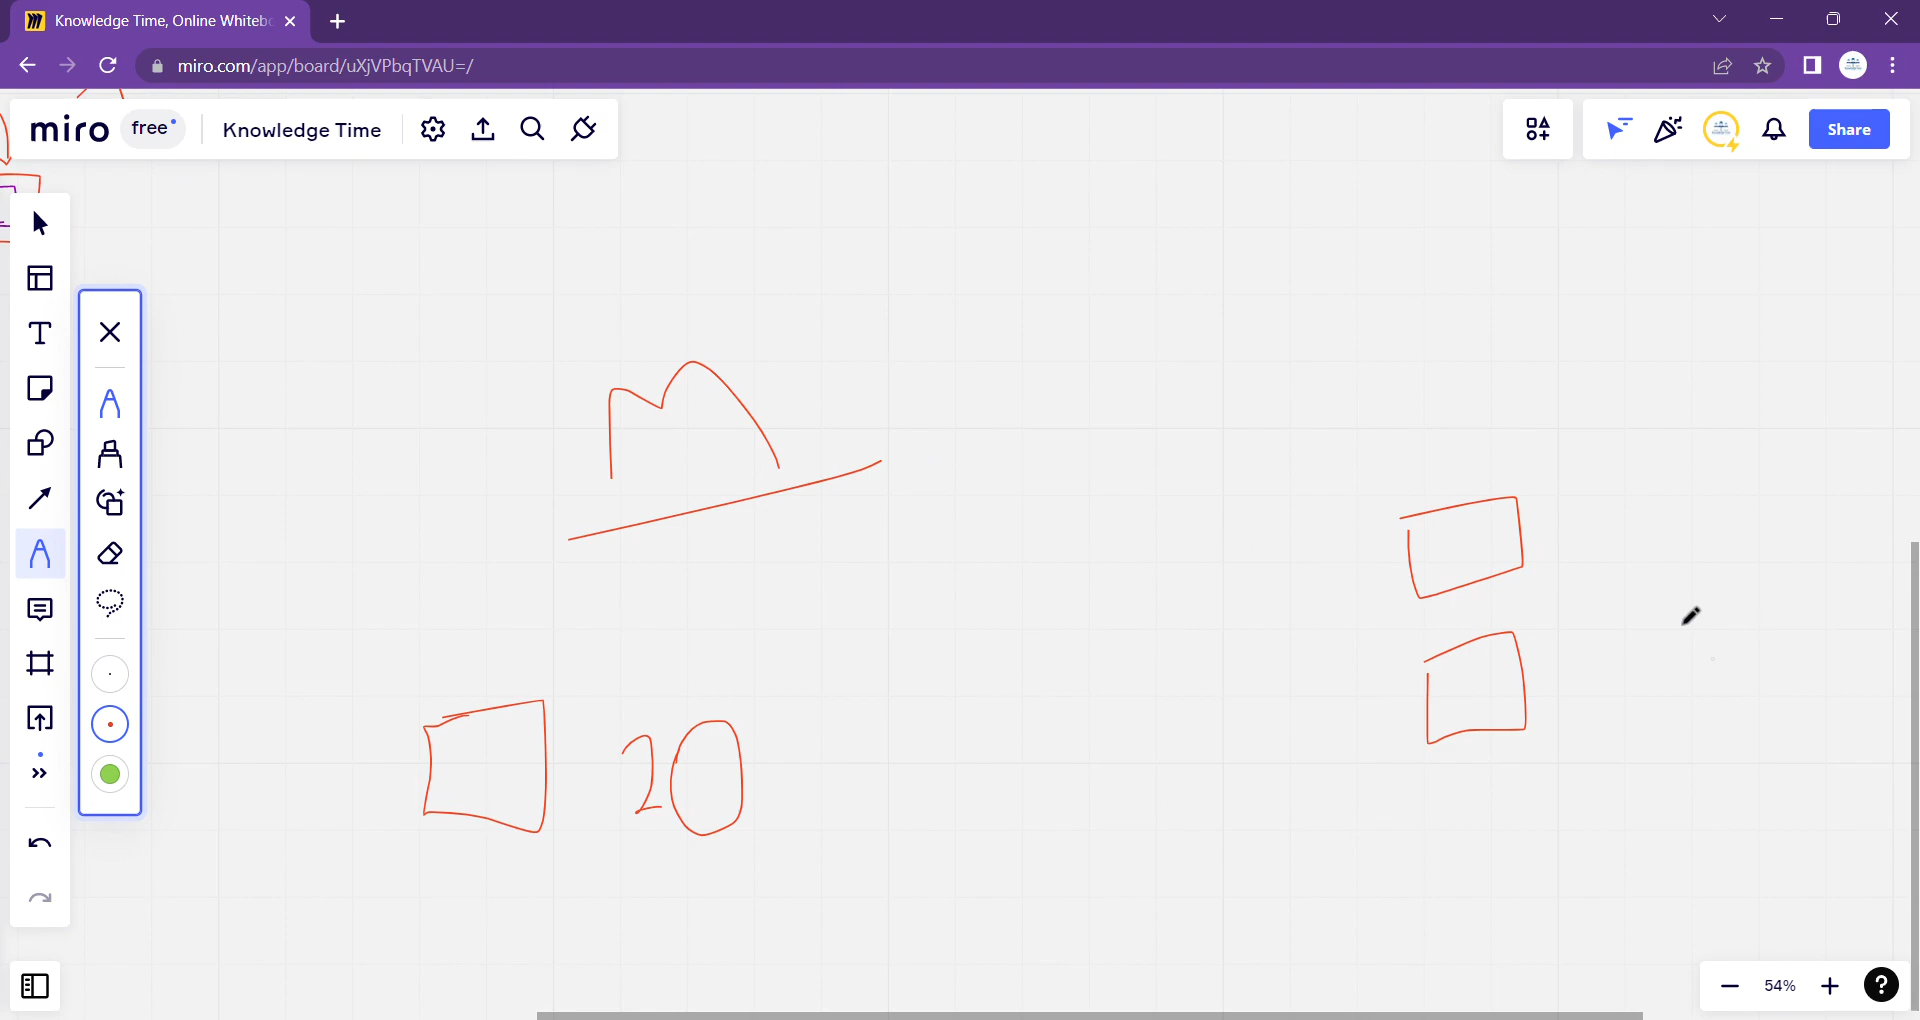 Knowledge Time, Online Whitebo
miro.com/app/board/uXjVPbqTVAU=/
miro free Knowledge Time
Share
m
20
54%